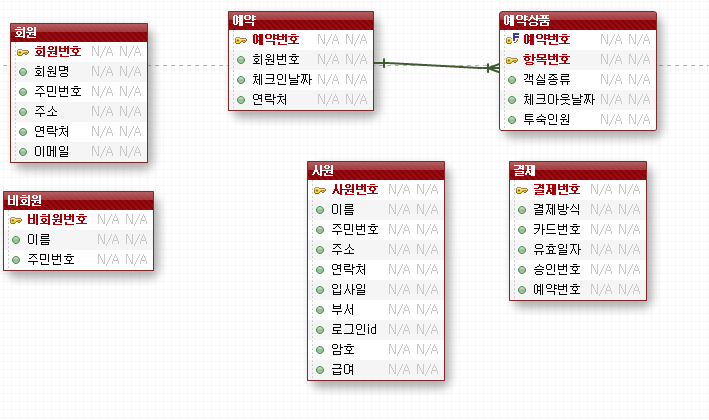 회원
회원번호 N/A N/A
회원명 N/A N/A
주민번호 N/A N/A
주소 N/A N/A
연락처 N/A N/A
이메일 N/A N/A
비회원
비회원번호 N/A N/A
이름 N/A N/A
주민번호 N/A N/A
예약
예약번호 N/A N/A
회원번호 N/A N/A
체크인날짜 N/A N/A
연락처 N/A N/A
예약상품
예약번호 N/A N/A
항목번호 N/A N/A
객실종류 N/A N/A
체크아웃날짜 N/A N/A
투숙인원 N/A N/A
사원
사원번호 N/A N/A
이름 N/A N/A
주민번호 N/A N/A
주소 N/A N/A
연락처 N/A N/A
입사일 N/A N/A
부서 N/A N/A
로그인id N/A N/A
암호 N/A N/A
급여 N/A N/A
결제
결제번호 N/A N/A
결제방식 N/A N/A
카드번호 N/A N/A
유효일자 N/A N/A
승인번호 N/A N/A
예약번호 N/A N/A